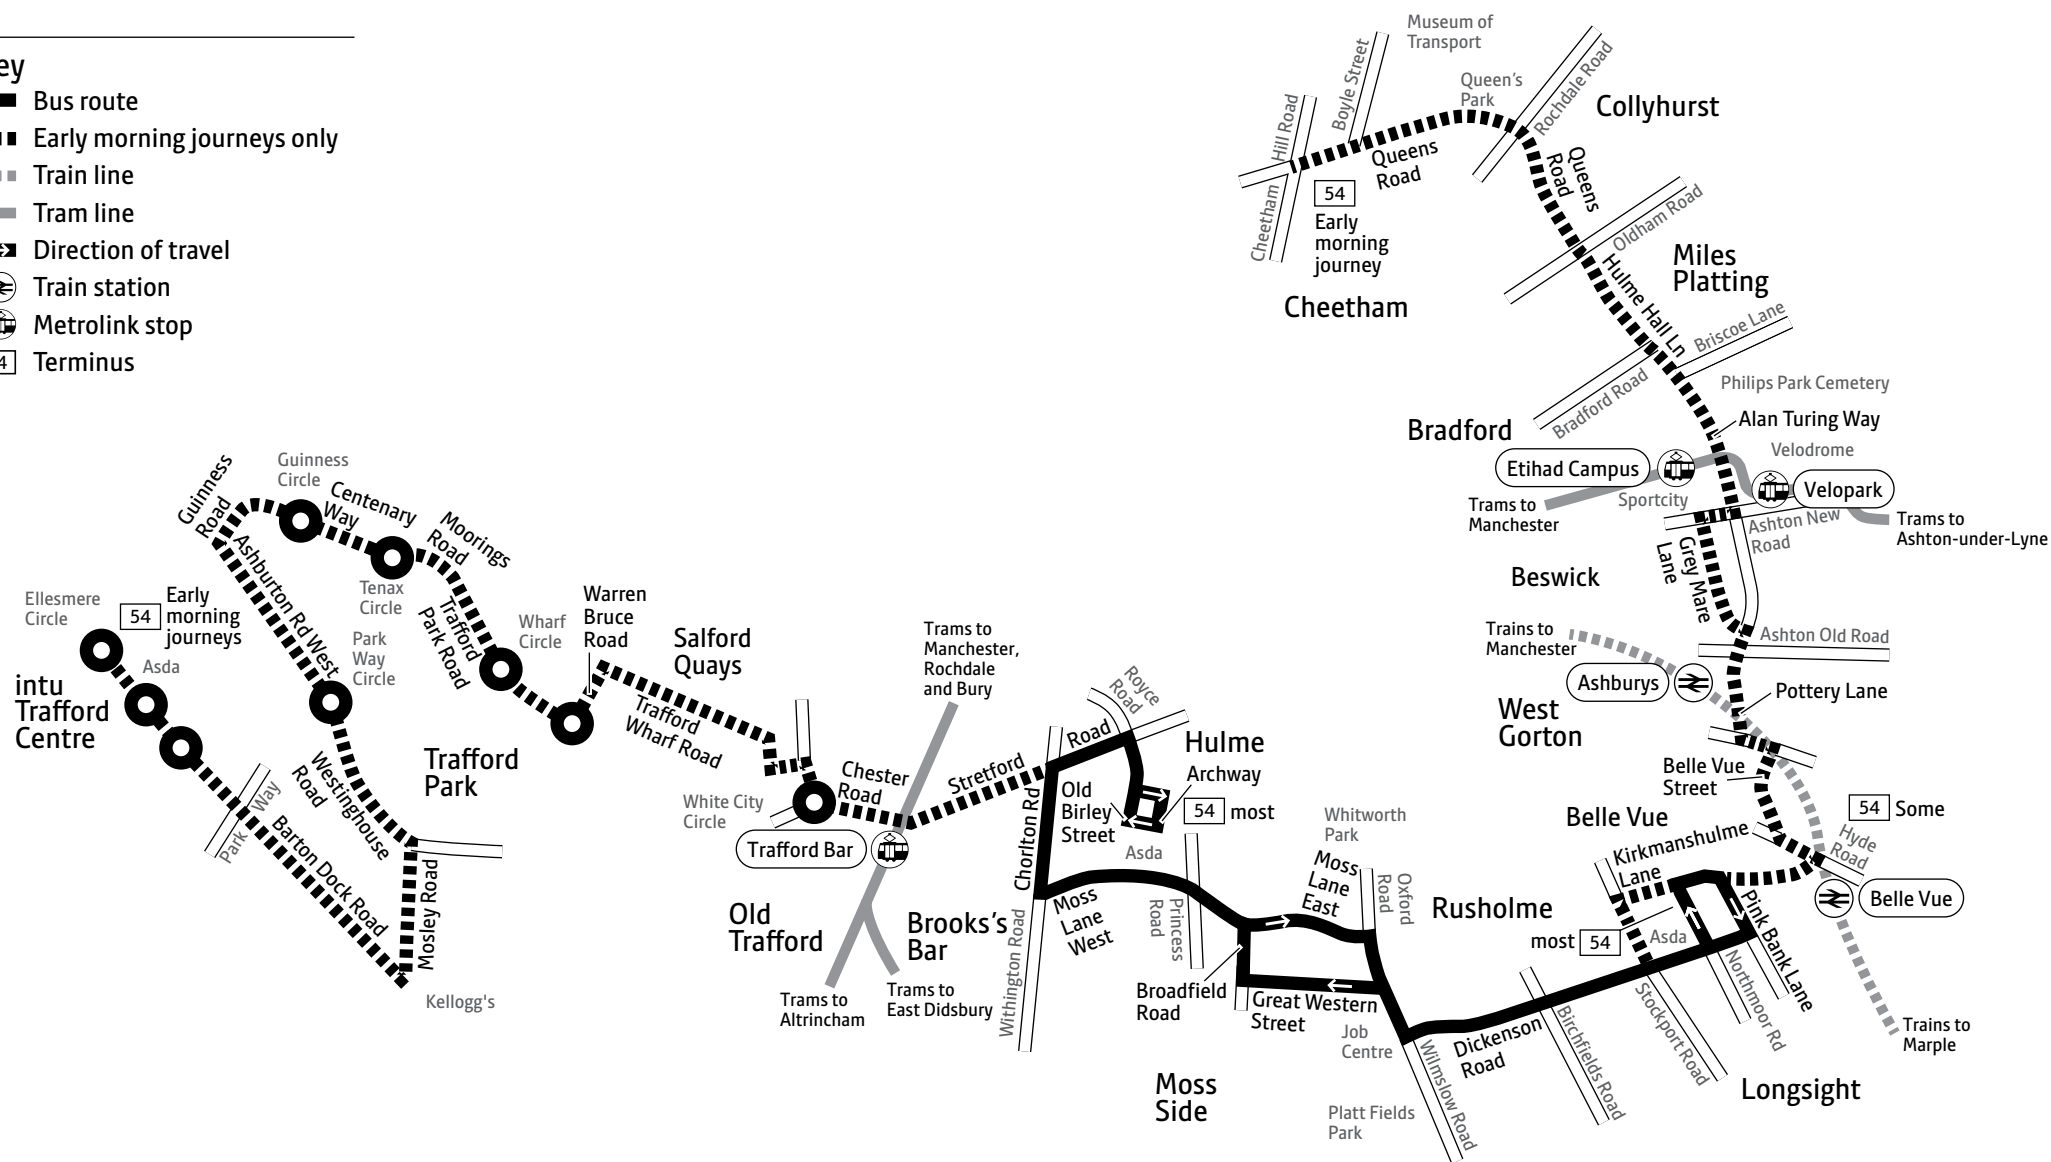 ey
Bus route
Early morning journeys only
Train line
Tram line
Direction of travel
Train station
Metrolink stop
4
Terminus
Museum of
Transport
Boyle Street
Hill Road
Cheetham
Queen's
Park
Rochdale Road
Collyhurst
Queens
Road
54
Early
morning
journey
Cheetham
Queens
Road
Oldham Road
Miles
Platting
Hulme Hall Ln
Briscoe Lane
Bradford Road
Philips Park Cemetery
Alan Turing Way
Bradford
Velodrome
Etihad Campus
Velopark
Sportcity
Trams to
Manchester
Ashton New
Road
Trams to
Ashton-under-Lyne
Grey Mare
Lane
Beswick
Trains to
Manchester
Ashton Old Road
Ashburys
Pottery Lane
West
Gorton
Belle Vue
Street
Belle Vue
54
Some
Hyde
Road
Kirkmanshulme
Lane
Belle Vue
Pink Bank Lane
Rusholme
most
54
Asda
Northmoor Rd
Stockport Road
Trains to
Marple
Longsight
Birchfields Road
Dickenson
Road
Wilmslow Road
Platt Fields
Park
Job
Centre
Moss
Side
Great Western
Street
Broadfield
Road
Whitworth
Park
Oxford
Road
Moss
Lane
East
Princess
Road
Asda
Moss
Lane
West
Withington Road
Chorlton Rd
Old
Birley
Street
Archway
54
most
Hulme
Royce
Road
Stretford
Road
Brooks's
Bar
Old
Trafford
Trams to
Altrincham
Trams to
East Didsbury
Trams to
Manchester,
Rochdale
and Bury
Trafford Bar
Chester
Road
White City
Circle
Salford
Quays
Trafford
Wharf Road
Warren
Bruce
Road
Wharf
Circle
Trafford
Park Road
Moorings
Road
Tenax
Circle
Centenary
Way
Guinness
Circle
Guinness
Road
Ashburton Rd West
Park
Way
Circle
Trafford
Park
Westinghouse
Road
Mosley Road
Kellogg's
Barton Dock Road
Park
Way
Ellesmere
Circle
54
Early
morning
journeys
Asda
intu
Trafford
Centre